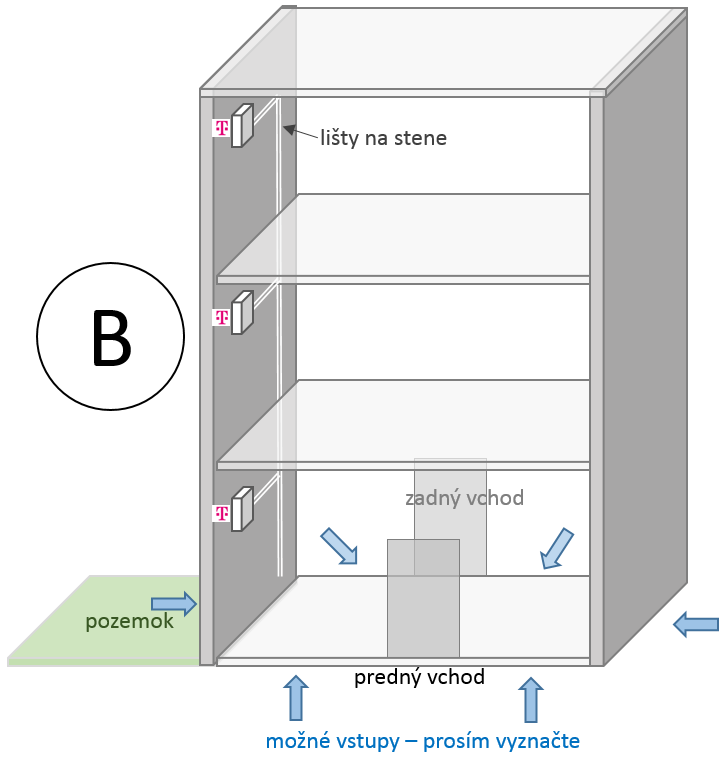 T
lišty na stene
B
T
zadný vchod
T
pozemok
predný vchod
možné vstupy – prosím vyznačte